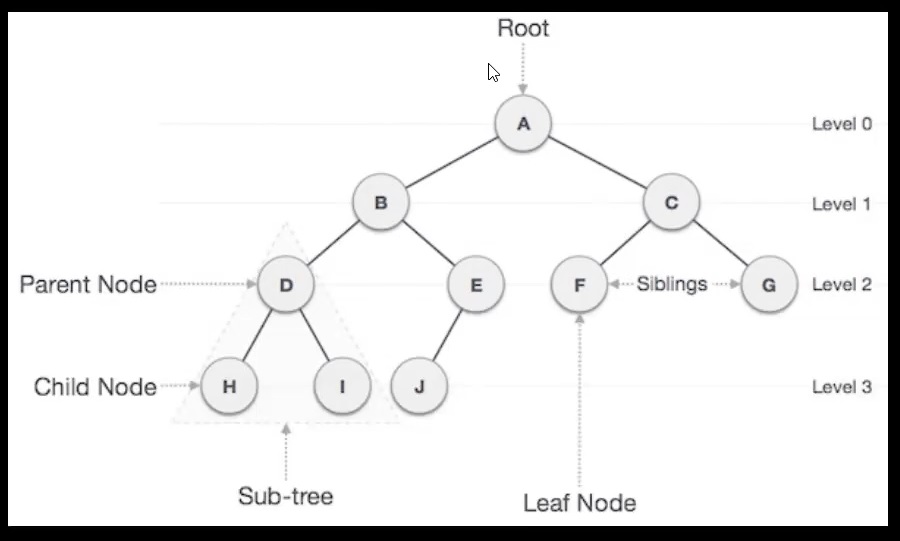 Root
A
Level 0
B
C
Level 1
Parent Node
D
E
F
Siblings
G
Level 2
Child Node
H
I
J
Level 3
Sub-tree
Leaf Node